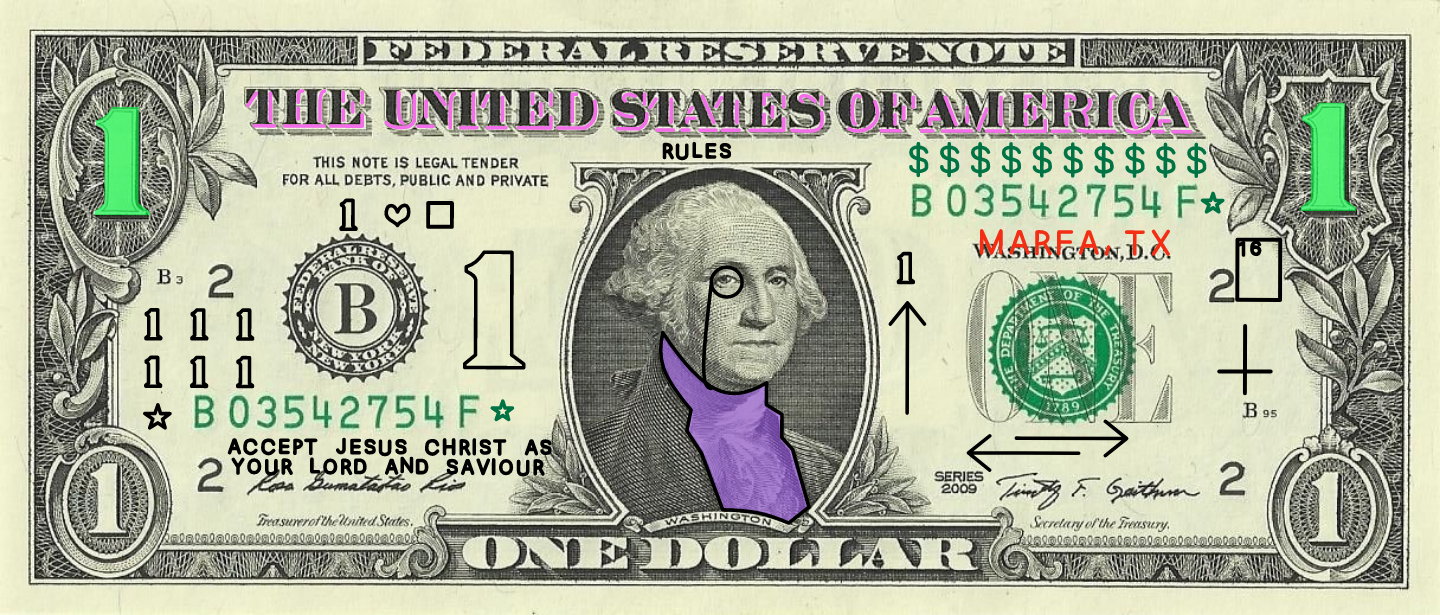 FEDERAL RESERVE NOTE
THE UNITED STATES OF AMERICA
RULES
THIS NOTE IS LEGAL TENDER
FOR ALL DEBTS, PUBLIC AND PRIVATE
$ $ $ $ $ $ $ $ $ $
B 03542754 F ☆
1 ♡ □
MARFA, TX
WASHINGTON, D.C.
1
1
B 3
2
FEDERAL RESERVE
BANK OF
NEW YORK
NEW YORK
B
1
1
2
16
ONE
THE DEPARTMENT OF THE TREASURY
1789
1 1 1
1 1 1
☆ B 03542754 F ☆
B 95
ACCEPT JESUS CHRIST AS
YOUR LORD AND SAVIOUR
2
Rosa Gumataotao Rios
Treasurer of the United States.
SERIES
2009
2
Timothy F. Geithner
Secretary of the Treasury.
1
1
WASHINGTON
ONE DOLLAR